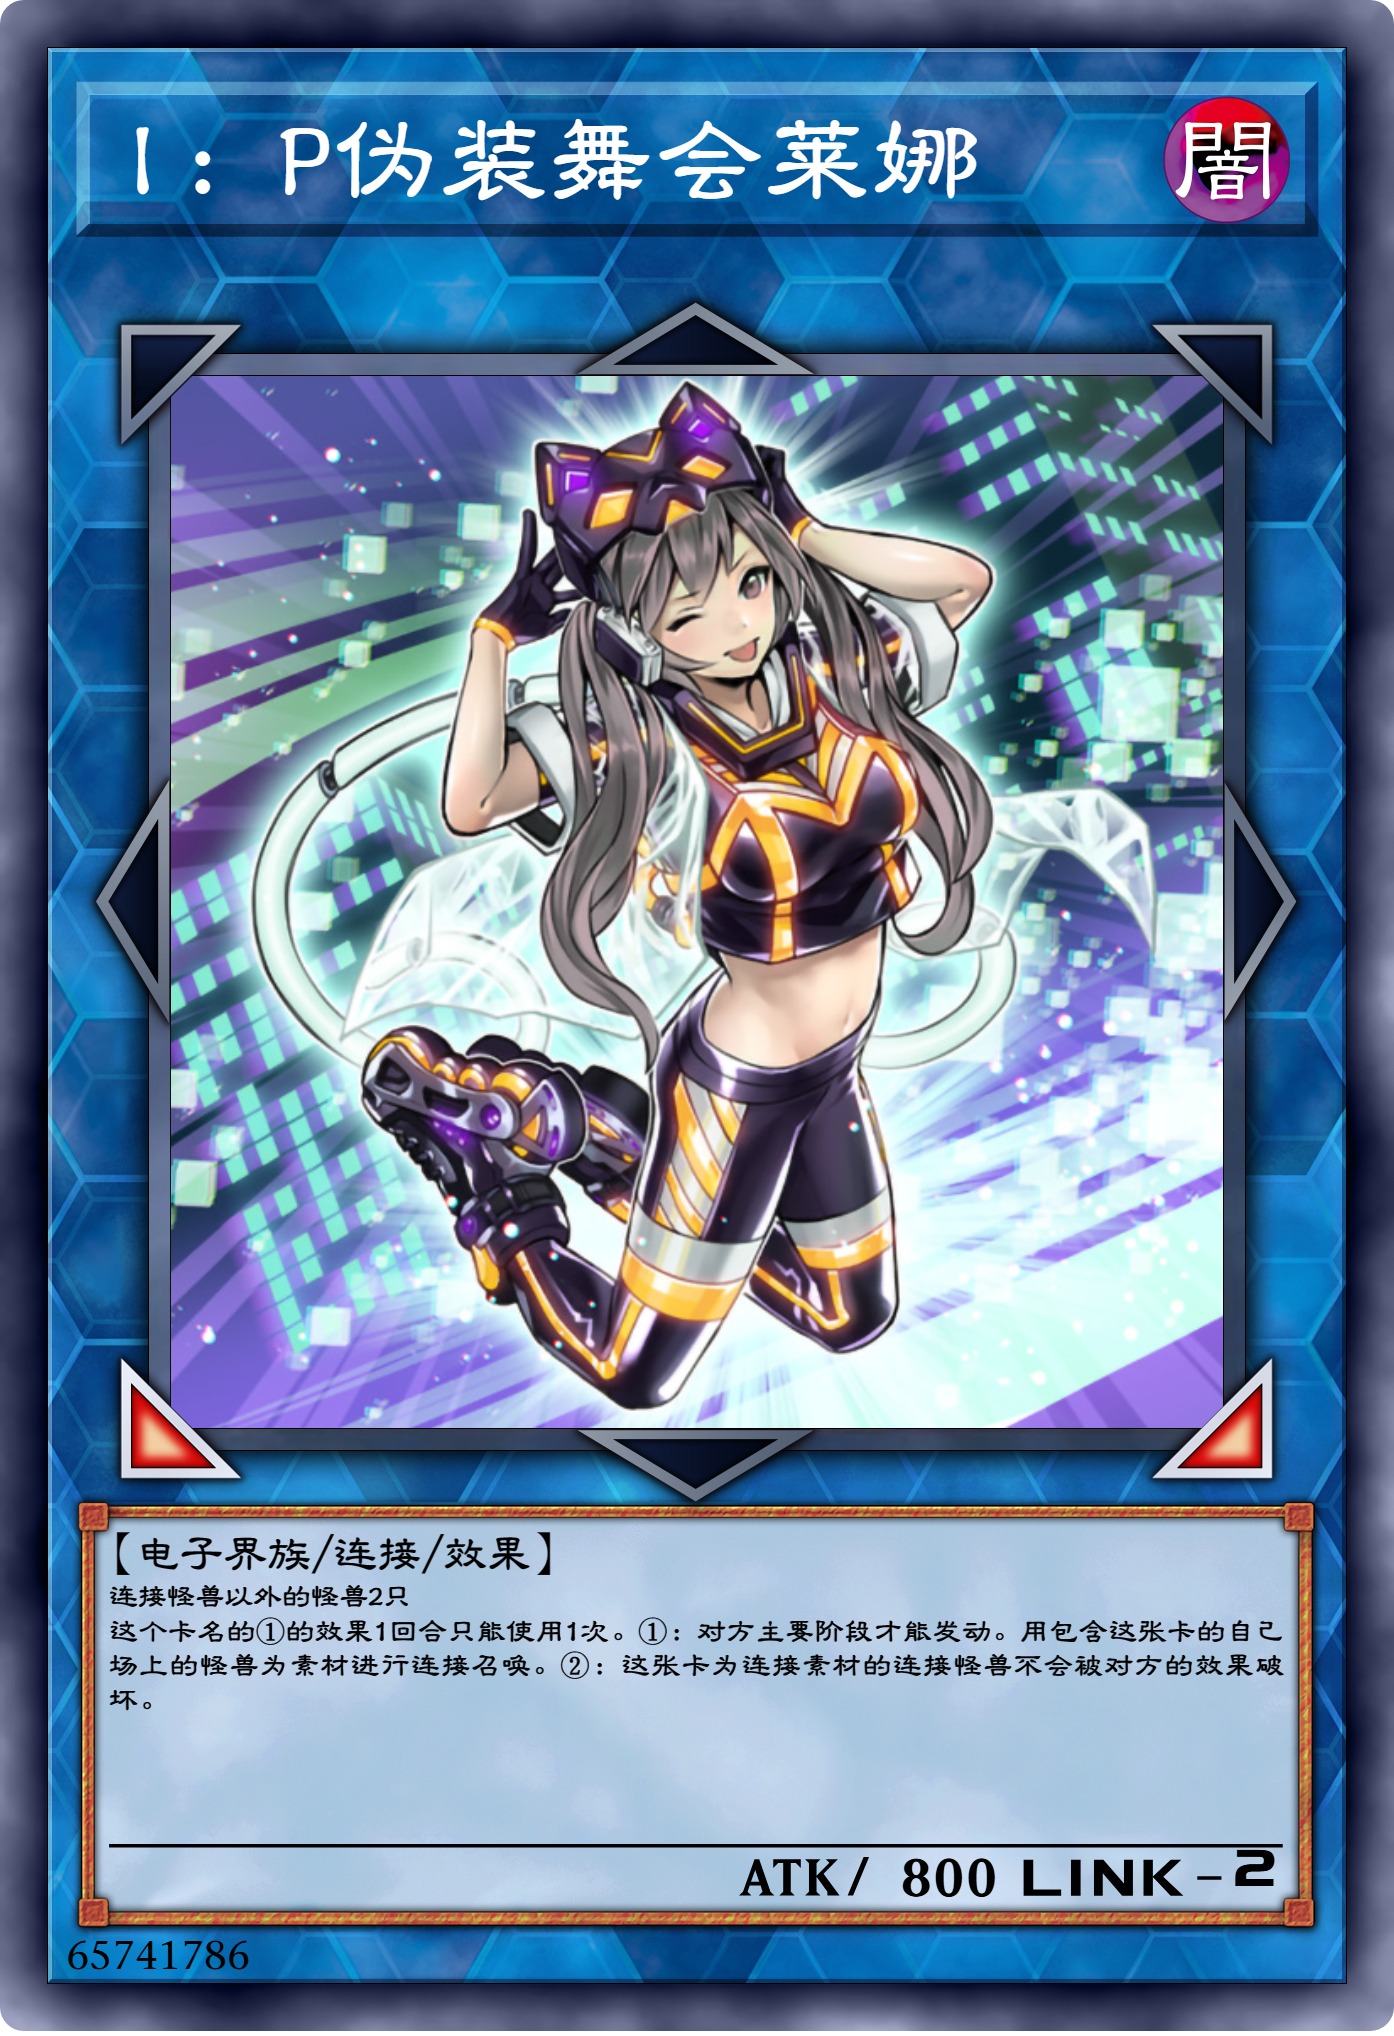 I：P伪装舞会莱娜
闇
【电子界族/连接/效果】
连接怪兽以外的怪兽2只
这个卡名的①的效果1回合只能使用1次。①：对方主要阶段才能发动。用包含这张卡的自己
场上的怪兽为素材进行连接召唤。②：这张卡为连接素材的连接怪兽不会被对方的效果破
坏。
ATK/ 800 LINK-2
65741786